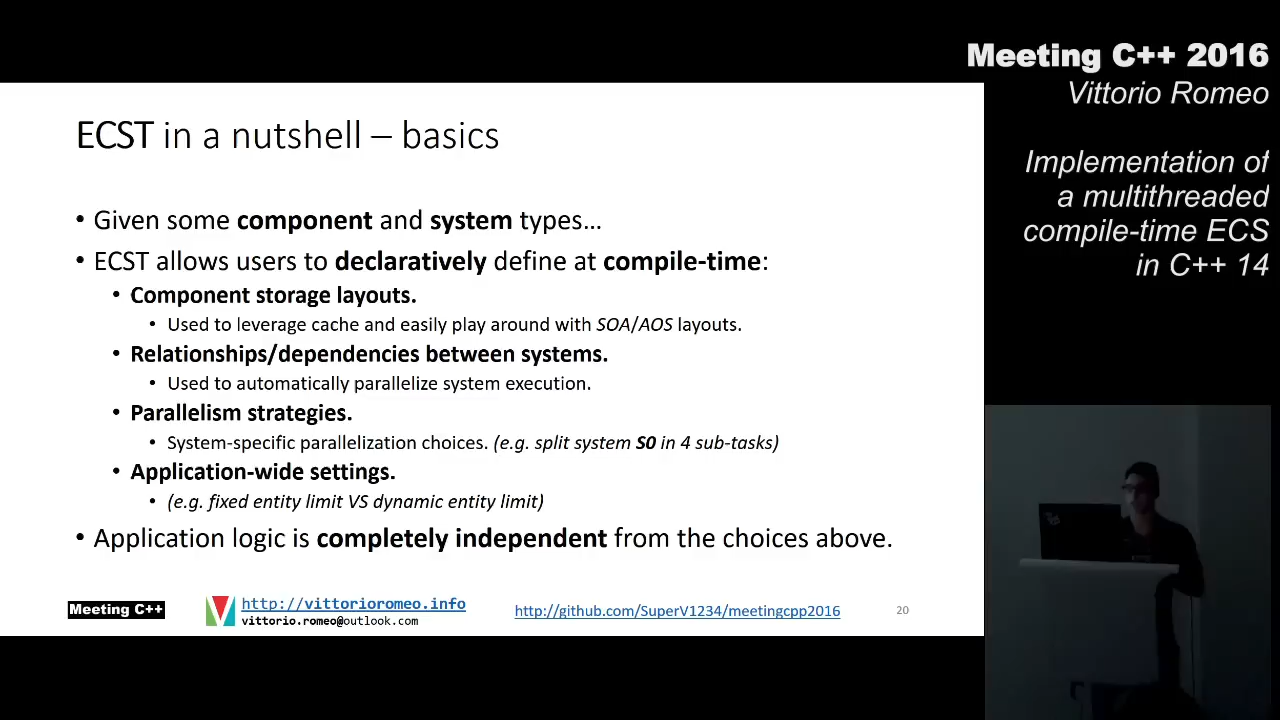 Meeting C++ 2016
Vittorio Romeo
Implementation of
a multithreaded
compile-time ECS
in C++ 14
ECST in a nutshell – basics
• Given some component and system types…
• ECST allows users to declaratively define at compile-time:
• Component storage layouts.
• Used to leverage cache and easily play around with SOA/AOS layouts.
• Relationships/dependencies between systems.
• Used to automatically parallelize system execution.
• Parallelism strategies.
• System-specific parallelization choices. (e.g. split system S0 in 4 sub-tasks)
• Application-wide settings.
• (e.g. fixed entity limit VS dynamic entity limit)
• Application logic is completely independent from the choices above.
Meeting C++
http://vittorioromeo.info
vittorio.romeo@outlook.com
http://github.com/SuperV1234/meetingcpp2016
20